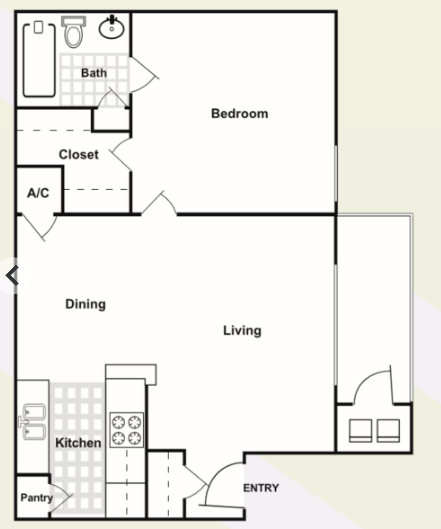 Bath
Bedroom
Closet
A/C
Dining
Living
Kitchen
Pantry
ENTRY